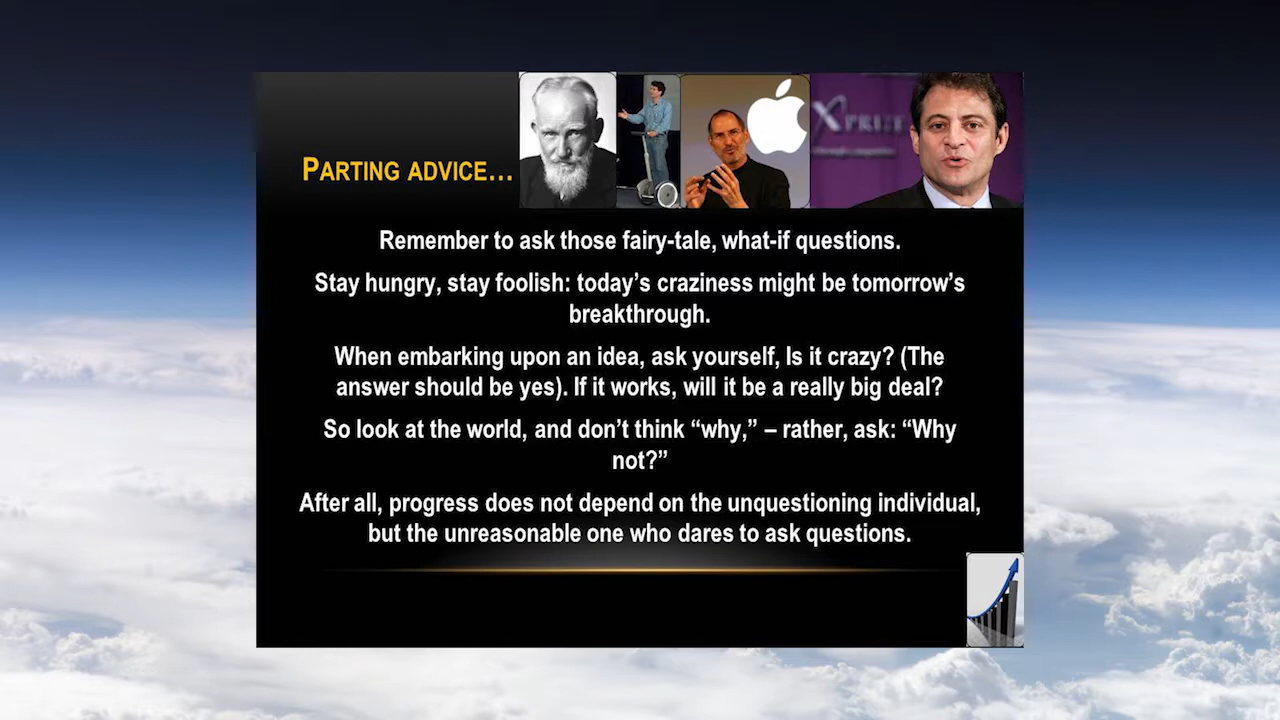 XPRIZE
PARTING ADVICE…
Remember to ask those fairy-tale, what-if questions.
Stay hungry, stay foolish: today’s craziness might be tomorrow’s
breakthrough.
When embarking upon an idea, ask yourself, Is it crazy? (The
answer should be yes). If it works, will it be a really big deal?
So look at the world, and don’t think “why,” – rather, ask: “Why
not?”
After all, progress does not depend on the unquestioning individual,
but the unreasonable one who dares to ask questions.